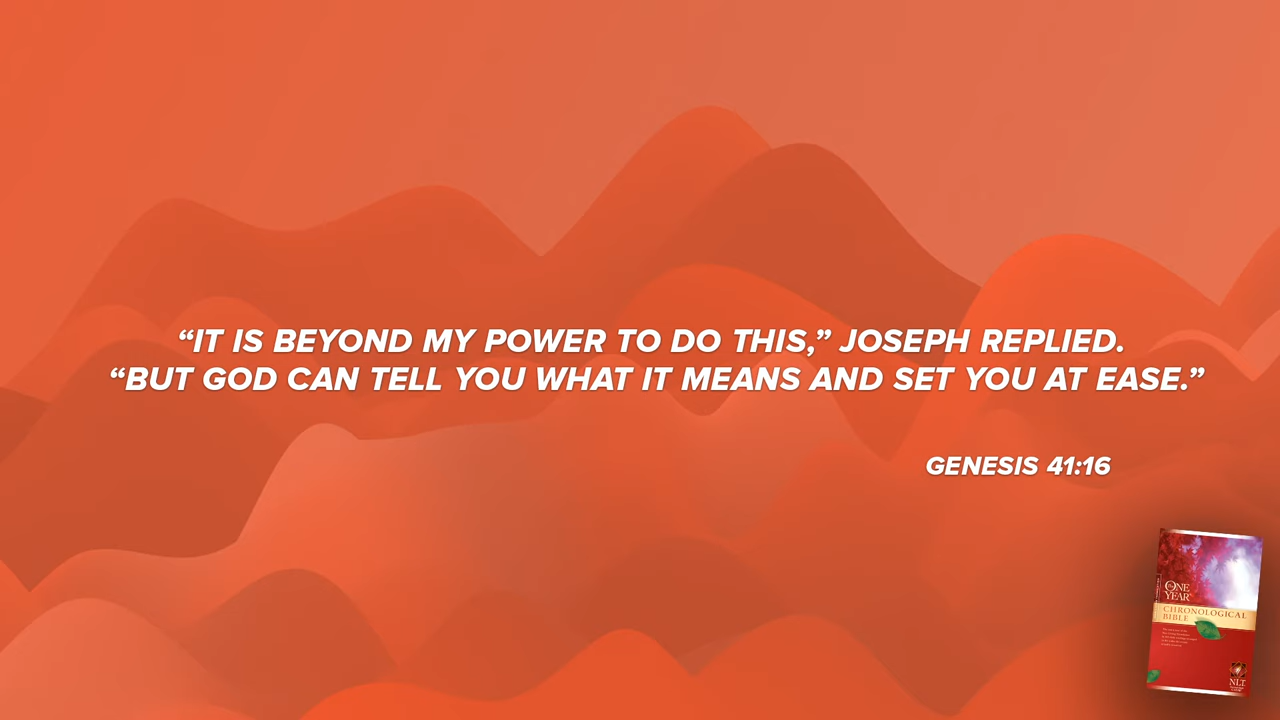 “IT IS BEYOND MY POWER TO DO THIS,” JOSEPH REPLIED.
“BUT GOD CAN TELL YOU WHAT IT MEANS AND SET YOU AT EASE.”
GENESIS 41:16
THE
ONE
YEAR
CHRONOLOGICAL
BIBLE
NLT